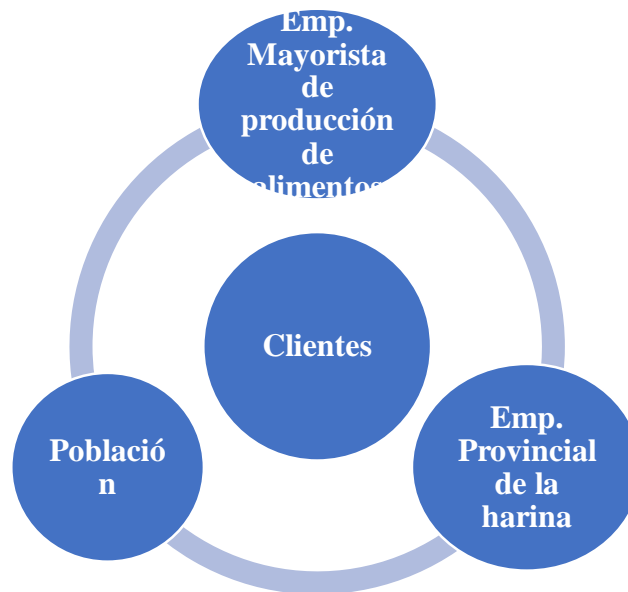 Emp.
Mayorista
de
producción
de
alimentos.
Clientes
Població
n
Emp.
Provincial
de la
harina